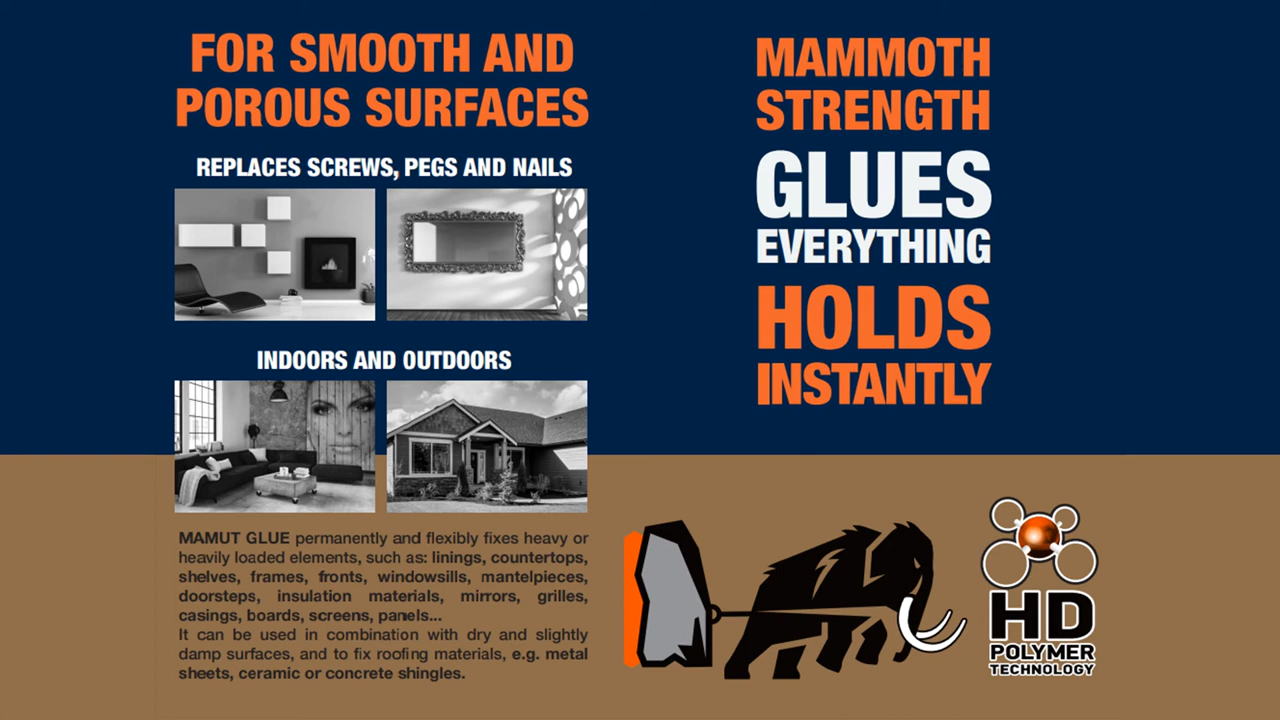 FOR SMOOTH AND
POROUS SURFACES
REPLACES SCREWS, PEGS AND NAILS
INDOORS AND OUTDOORS
MAMUT GLUE permanently and flexibly fixes heavy or
heavily loaded elements, such as: linings, countertops,
shelves, frames, fronts, windowsills, mantelpieces,
doorsteps, insulation materials, mirrors, grilles,
casings, boards, screens, panels...
It can be used in combination with dry and slightly
damp surfaces, and to fix roofing materials, e.g. metal
sheets, ceramic or concrete shingles.
MAMMOTH
STRENGTH
GLUES
EVERYTHING
HOLDS
INSTANTLY
HD
POLYMER
TECHNOLOGY